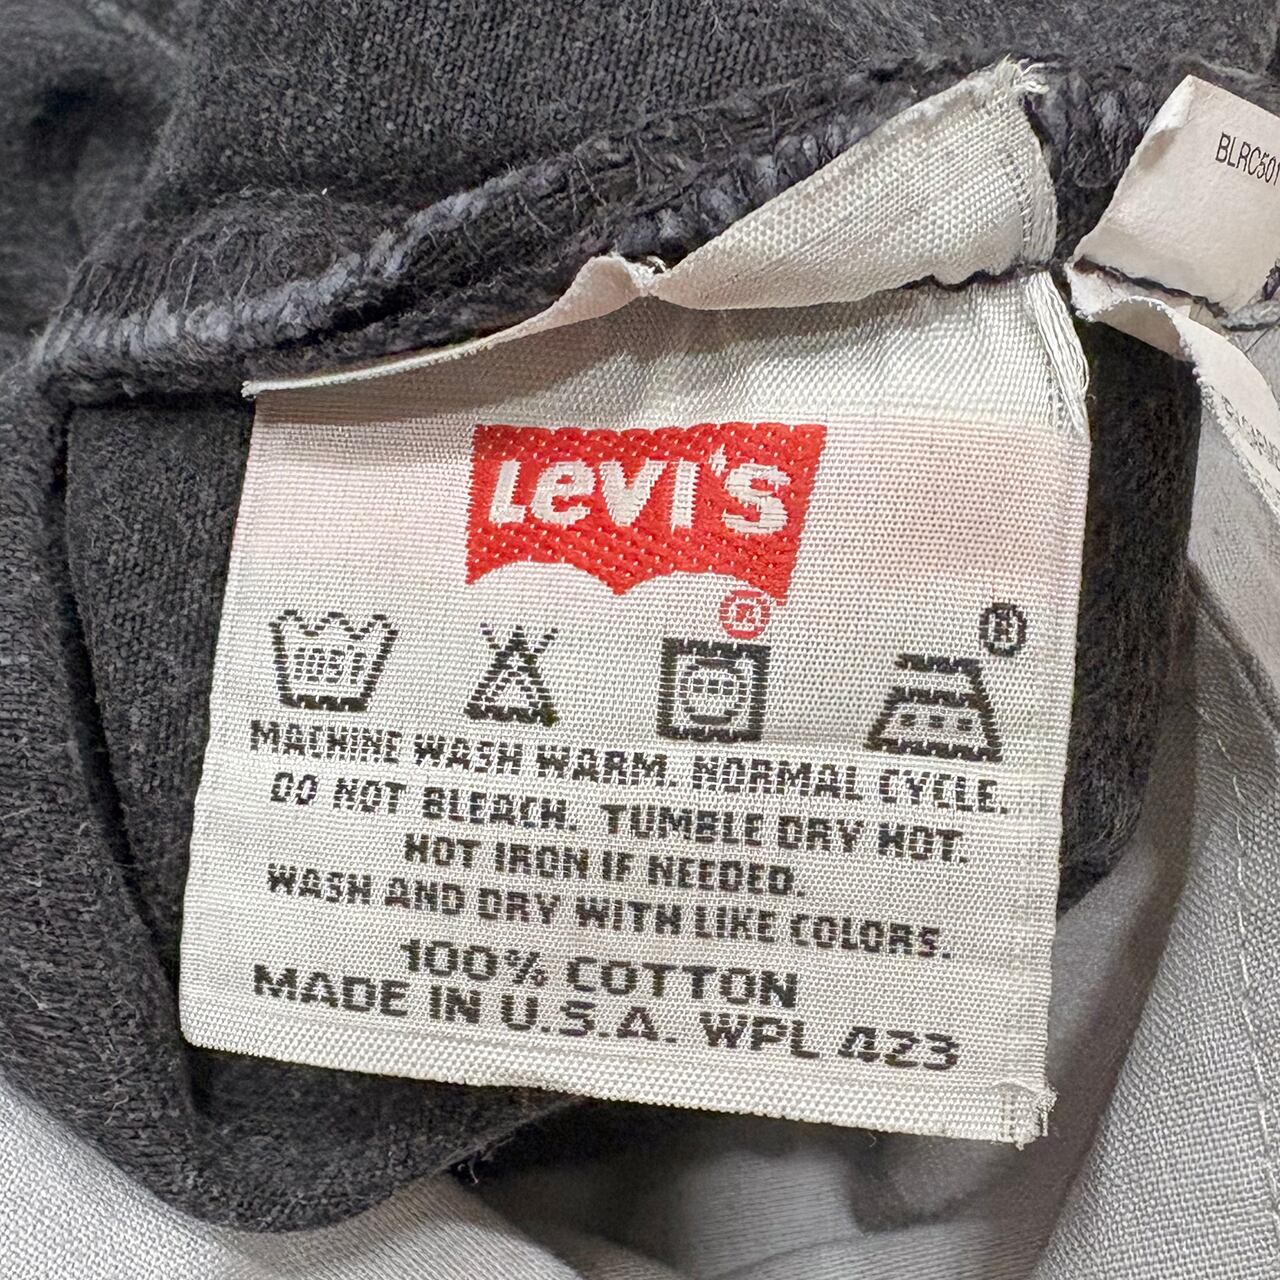 BLRC501
LEVI'S
®
®
105F
MACHINE WASH WARM. NORMAL CYCLE.
DO NOT BLEACH. TUMBLE DRY HOT.
HOT IRON IF NEEDED.
WASH AND DRY WITH LIKE COLORS.
100% COTTON
MADE IN U.S.A. WPL 423